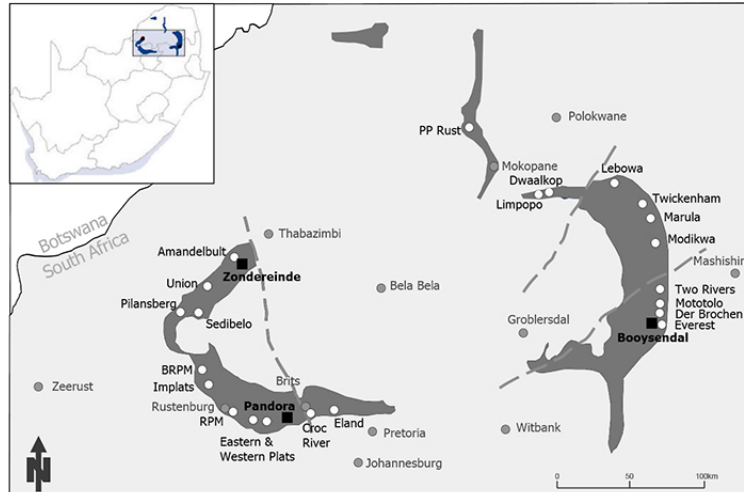 Polokwane
PP Rust
Mokopane
Lebowa
Dwaalkop
Limpopo
Twickenham
Marula
Modikwa
Botswana
South Africa
Thabazimbi
Amandelbult
Zondereinde
Mashishin
Union
Bela Bela
Two Rivers
Pilansberg
Mototolo
Sedibelo
Der Brochen
Groblersdal
Everest
Booysendal
BRPM
Zeerust
Implats
Brits
Rustenburg
Pandora
RPM
Croc
River
Eland
Eastern &
Western Plats
Pretoria
Witbank
Johannesburg
N
0 50 100km